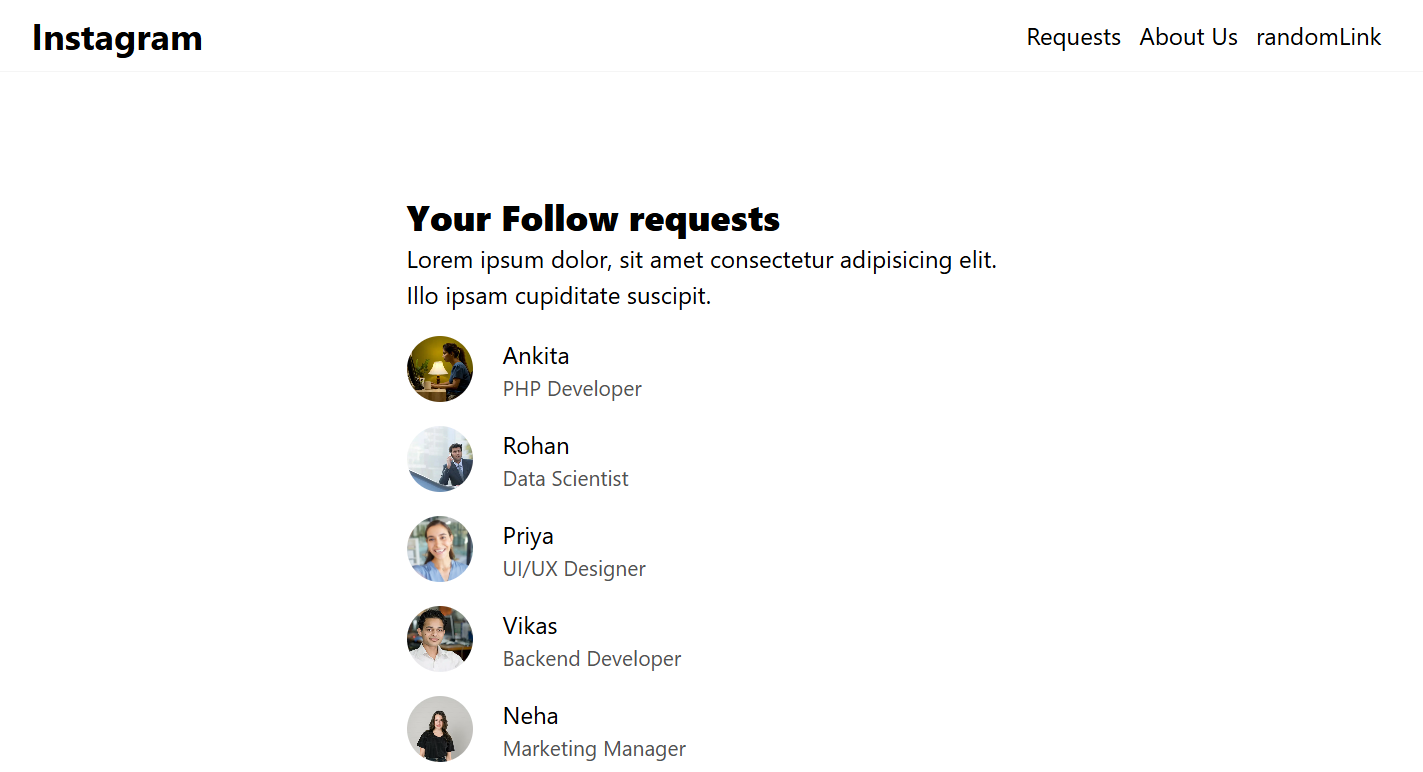 Instagram
Requests About Us randomLink
Your Follow requests
Lorem ipsum dolor, sit amet consectetur adipisicing elit.
Illo ipsam cupiditate suscipit.
Ankita
PHP Developer
Rohan
Data Scientist
Priya
UI/UX Designer
Vikas
Backend Developer
Neha
Marketing Manager